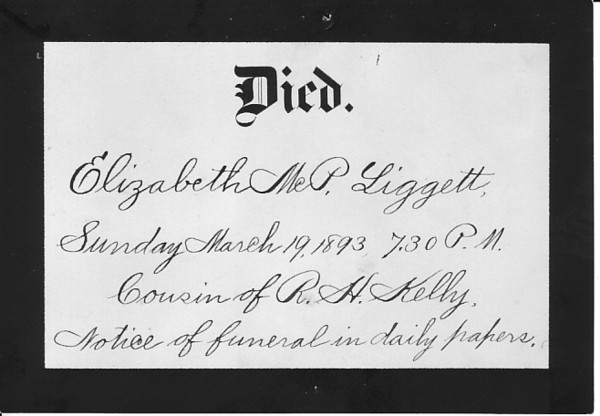 Died.
Elizabeth McP. Liggett,
Sunday March 19, 1893, 7.30 P.M.
Cousin of R. H. Kelly.
Notice of funeral in daily papers.